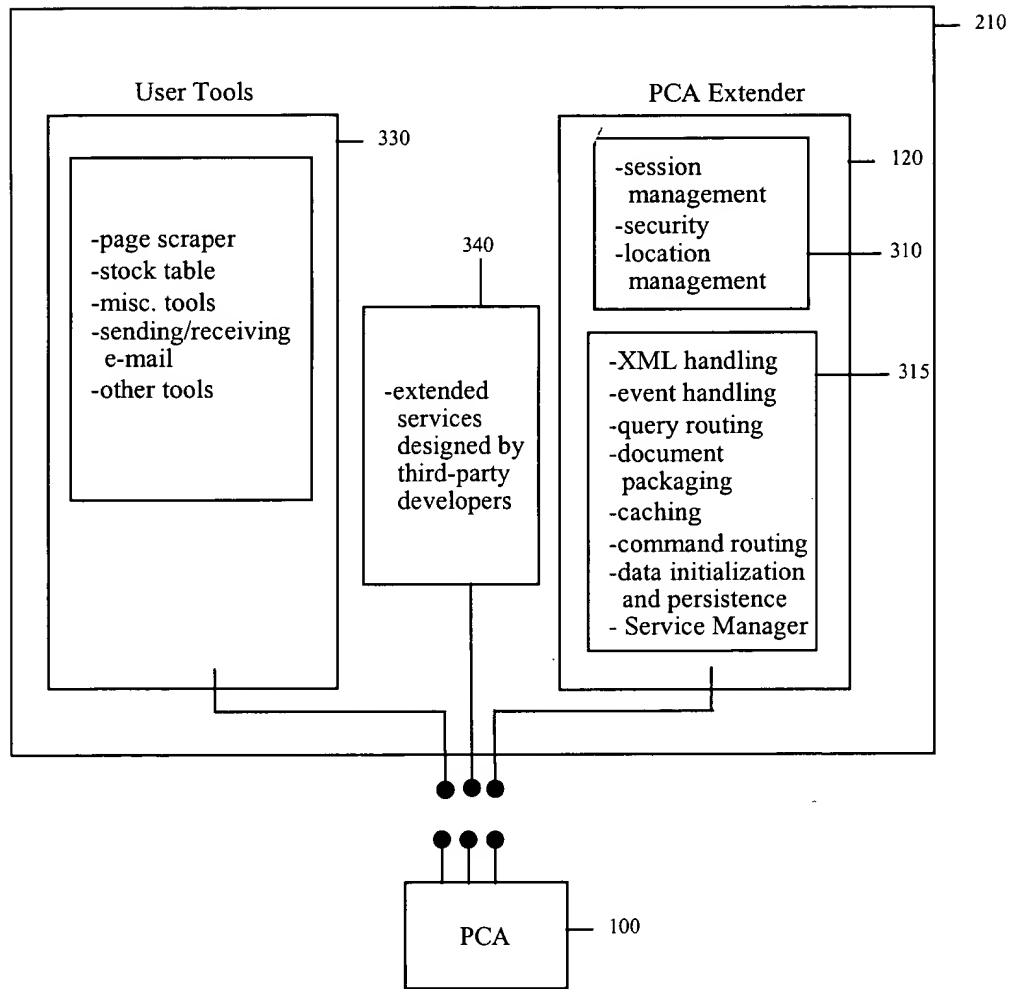 210
User Tools
PCA Extender
330
120
-session
management
-security
-location
management
310
-page scraper
-stock table
-misc. tools
-sending/receiving
e-mail
-other tools
340
-extended
services
designed by
third-party
developers
-XML handling
-event handling
-query routing
-document
packaging
-caching
-command routing
-data initialization
and persistence
- Service Manager
315
PCA
100